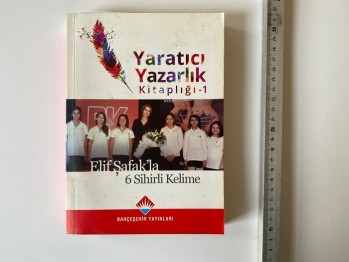 Yaratıcı
Yazarlık
Kitaplığı-1
Elif Şafak'la
6 Sihirli Kelime
BAHÇEŞEHİR YAYINLARI